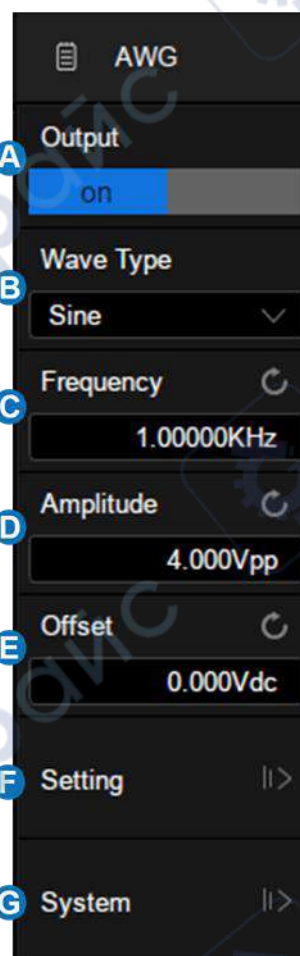 AWG
A
Output
on
B
Wave Type
Sine
C
Frequency
1.00000KHz
D
Amplitude
4.000Vpp
E
Offset
0.000Vdc
F
Setting
G
System